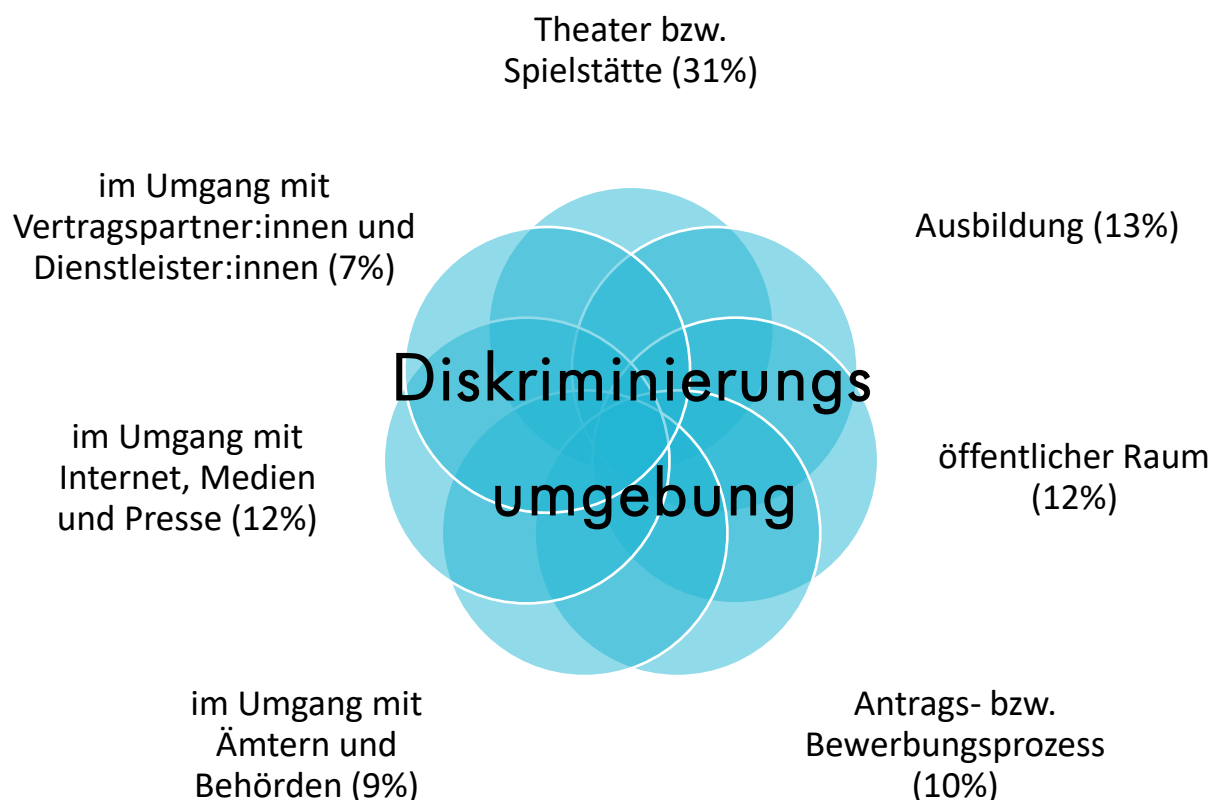 Theater bzw.
Spielstätte (31%)
im Umgang mit
Vertragspartner:innen und
Dienstleister:innen (7%)
Ausbildung (13%)
Diskriminierungs
umgebung
im Umgang mit
Internet, Medien
und Presse (12%)
öffentlicher Raum
(12%)
im Umgang mit
Ämtern und
Behörden (9%)
Antrags- bzw.
Bewerbungsprozess
(10%)